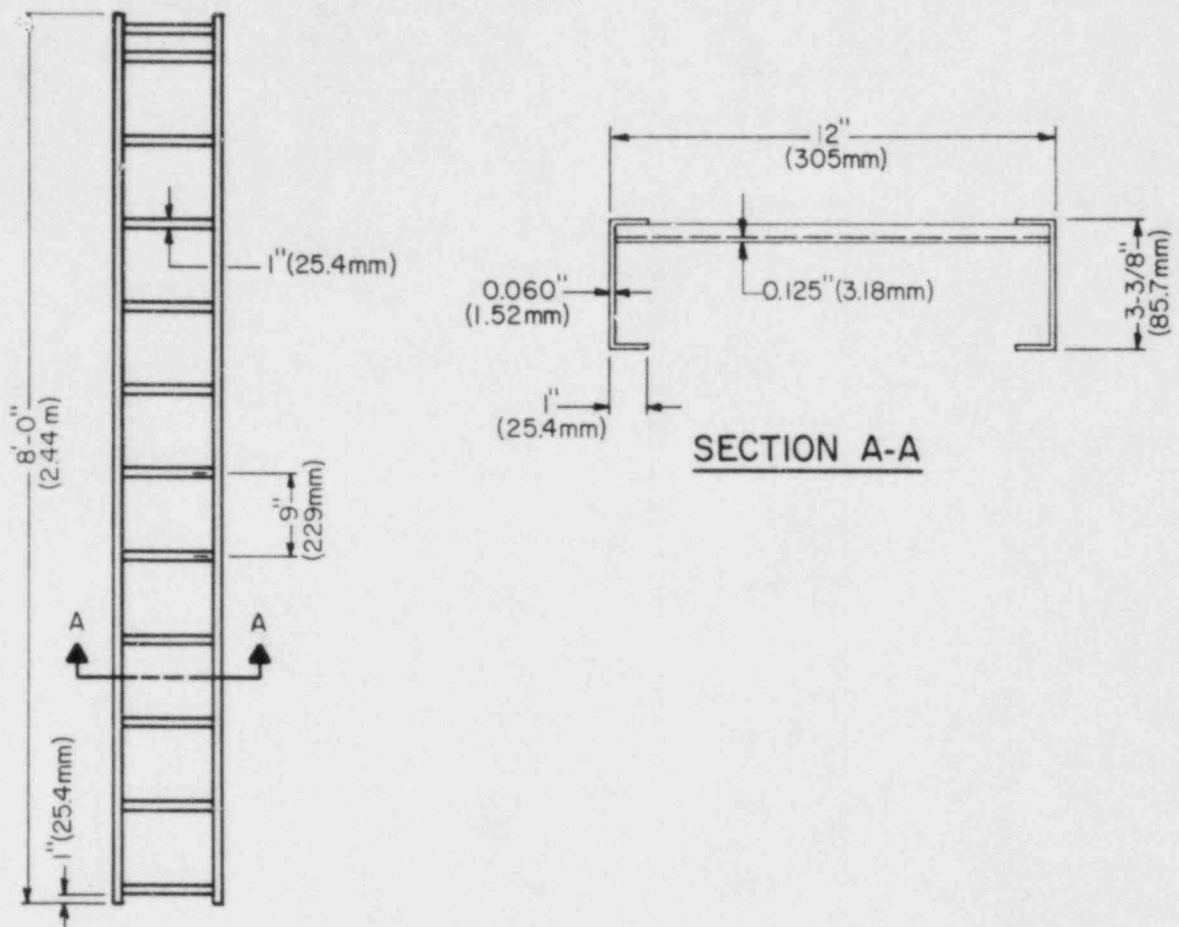 8'-0"
(2.44 m)
1"(25.4mm)
9"
(229mm)
A
A
1"(25.4mm)
12"
(305mm)
0.060"
(1.52mm)
0.125"(3.18mm)
3-3/8"
(85.7mm)
1"
(25.4mm)
SECTION A-A